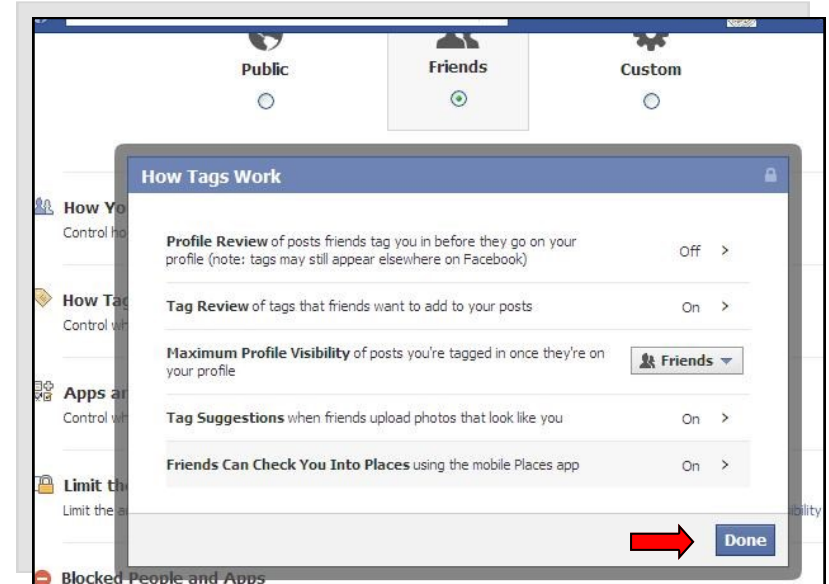 Public
Friends
Custom
How Tags Work
How Yo
Control ho
Profile Review of posts friends tag you in before they go on your
profile (note: tags may still appear elsewhere on Facebook)
Off >
How Tag
Tag Review of tags that friends want to add to your posts
On >
Control wh
Maximum Profile Visibility of posts you're tagged in once they're on
your profile
Friends
Apps ar
Control wh
Tag Suggestions when friends upload photos that look like you
On >
Friends Can Check You Into Places using the mobile Places app
On >
Limit th
Limit the a
ibility
Done
Blocked People and Apps